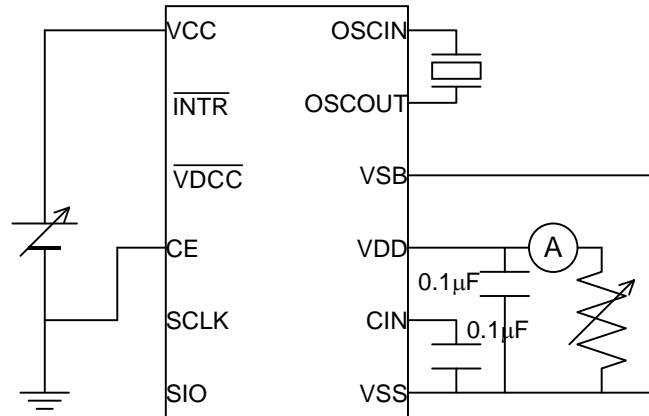 VCC
OSCIN
INTR
OSCOUT
VDCC
VSB
CE
VDD
A
0.1μF
SCLK
CIN
0.1μF
SIO
VSS